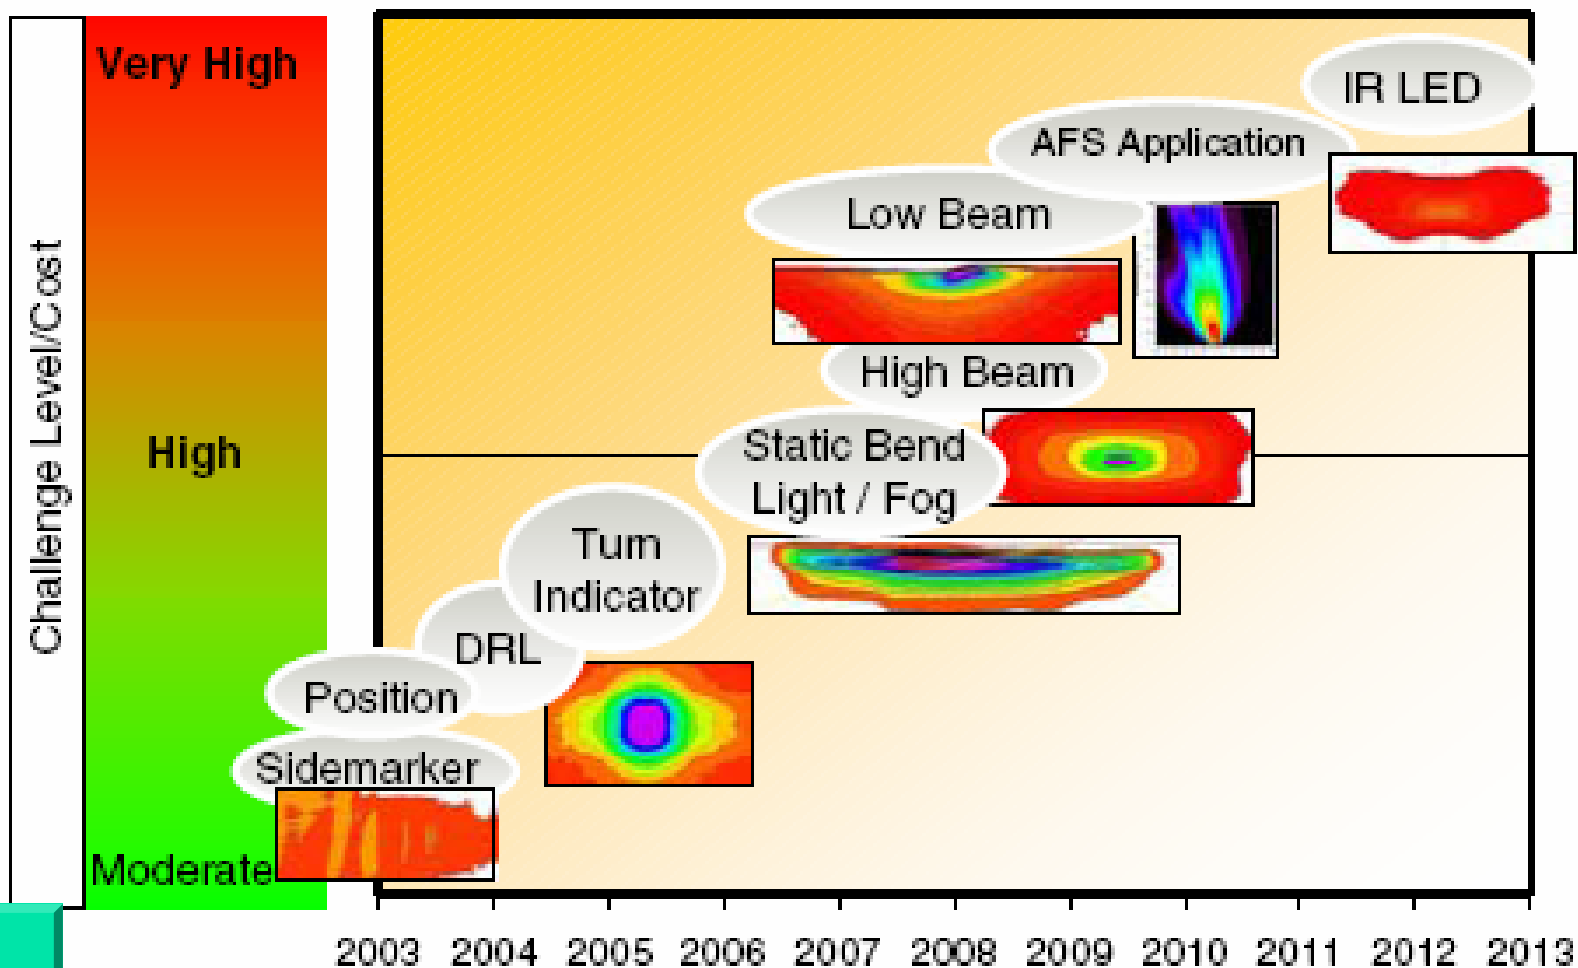 Challenge Level/Cost
Very High
High
Moderate
IR LED
AFS Application
Low Beam
High Beam
Static Bend
Light / Fog
Turn
Indicator
DRL
Position
Sidemarker
2003 2004 2005 2006 2007 2008 2009 2010 2011 2012 2013